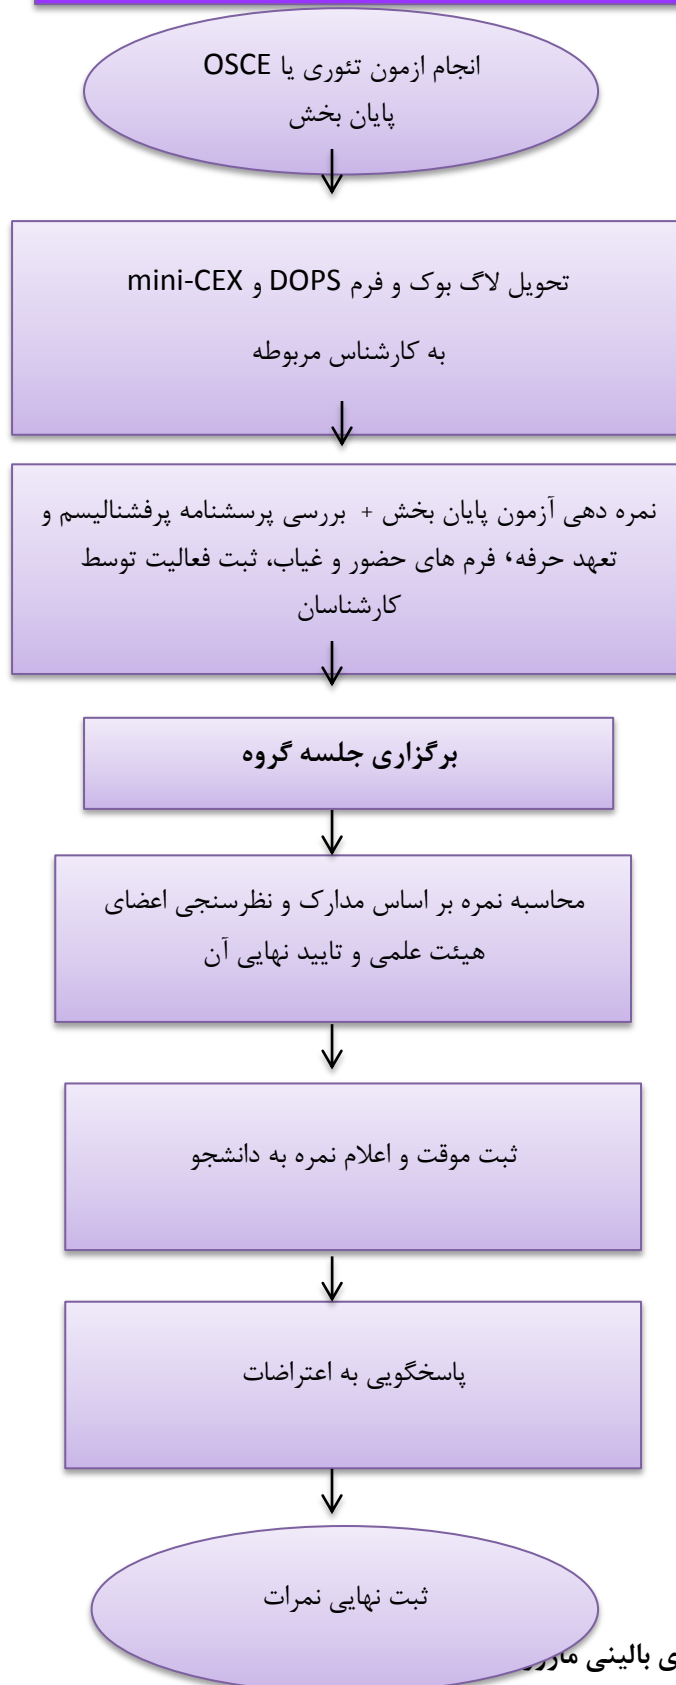 انجام ازمون تئوری یا OSCE
پایان بخش
تحویل لاگ بوک و فرم DOPS و mini-CEX
به کارشناس مربوطه
نمره دهی آزمون پایان بخش + بررسی پرسشنامه پرفشنالیسم و
تعهد حرفه، فرم های حضور و غیاب، ثبت فعالیت توسط
کارشناسان
برگزاری جلسه گروه
محاسبه نمره بر اساس مدارک و نظرسنجی اعضای
هیئت علمی و تایید نهایی آن
ثبت موقت و اعلام نمره به دانشجو
پاسخگویی به اعتراضات
ثبت نهایی نمرات
ی بالینی